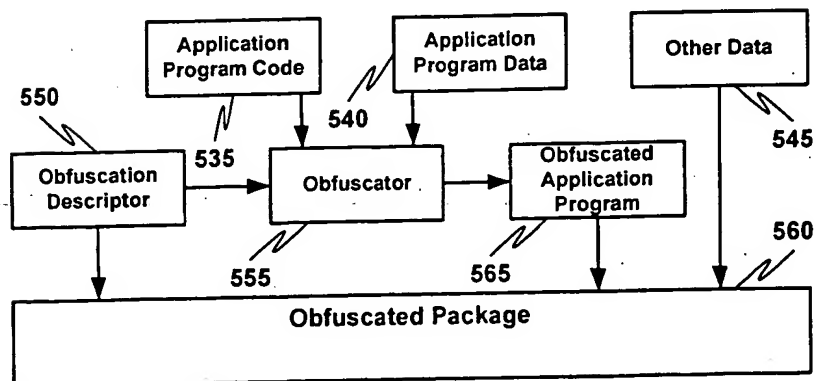 Application
Program Code
Application
Program Data
Other Data
550
535
540
545
Obfuscation
Descriptor
Obfuscator
Obfuscated
Application
Program
555
565
560
Obfuscated Package